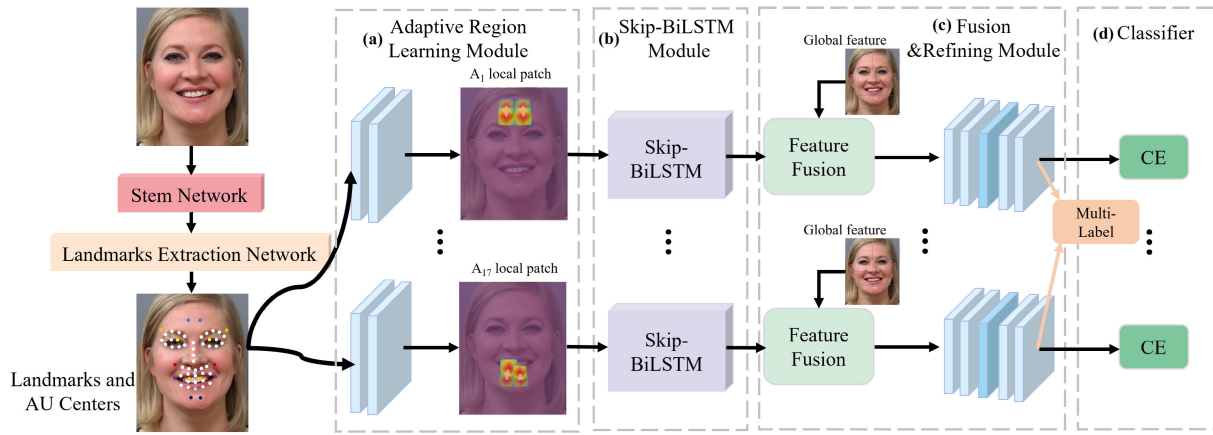 (a) Adaptive Region
Learning Module
(b) Skip-BiLSTM
Module
(c) Fusion
&Refining Module
(d) Classifier
Stem Network
Landmarks Extraction Network
Landmarks and
AU Centers
A1 local patch
Skip-
BiLSTM
Global feature
Feature
Fusion
CE
Multi-
Label
A17 local patch
Skip-
BiLSTM
Global feature
Feature
Fusion
CE